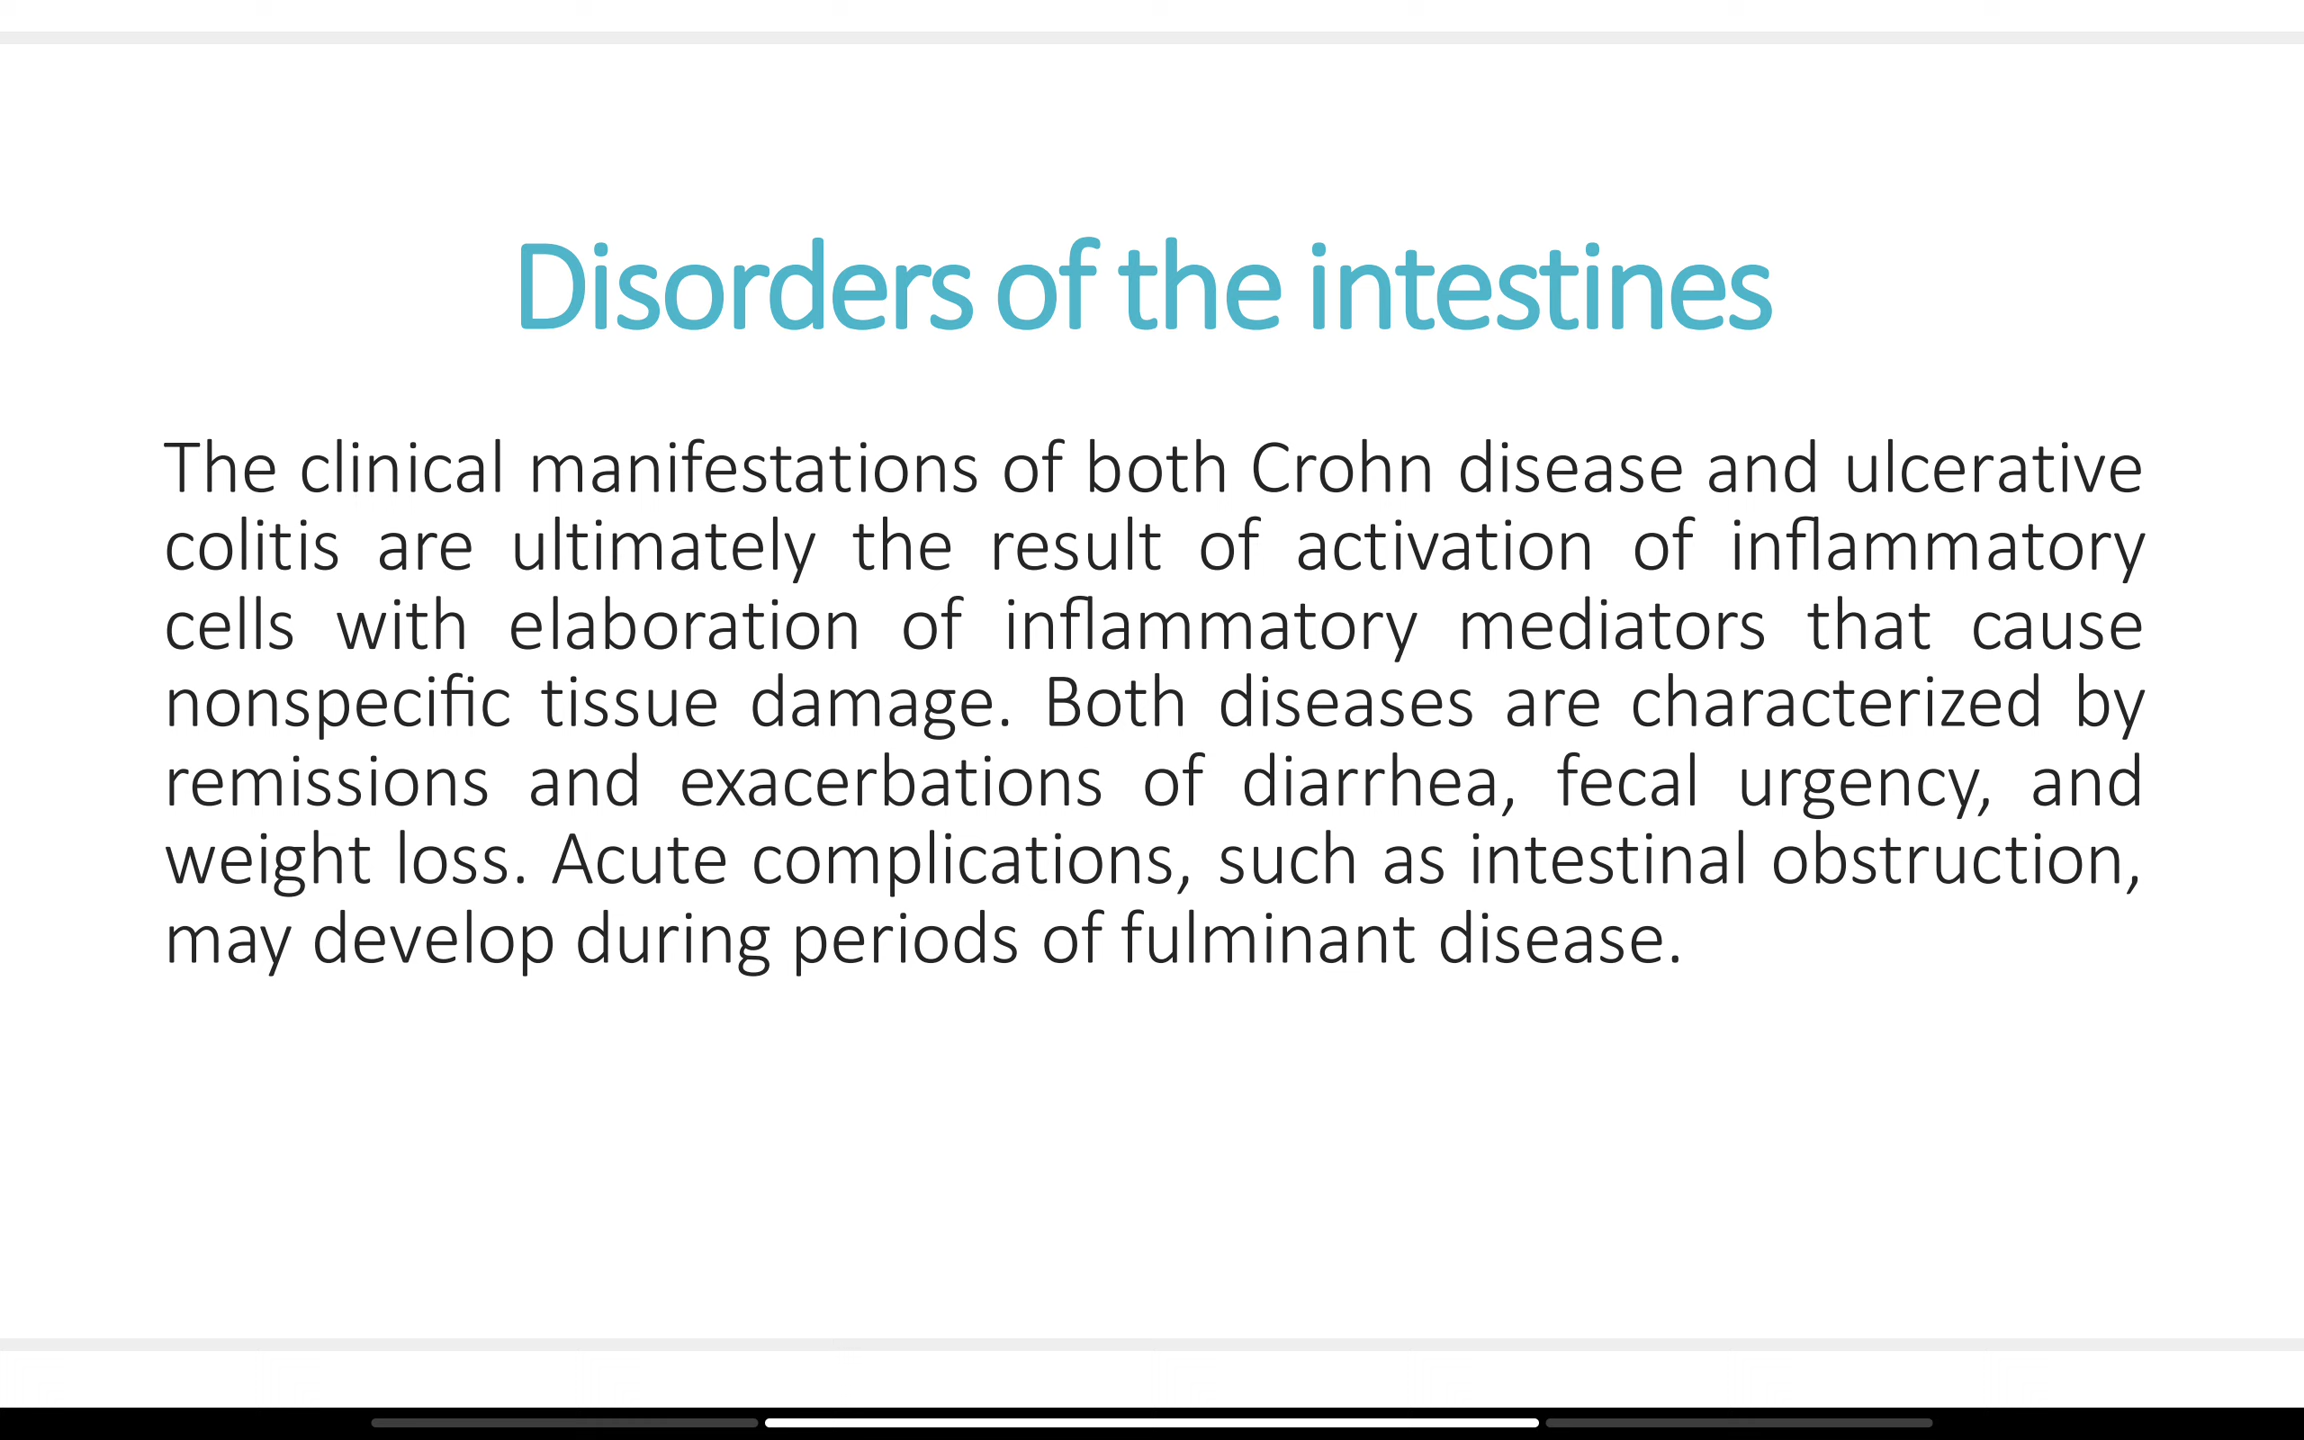 Disorders of the intestines
The clinical manifestations of both Crohn disease and ulcerative
colitis are ultimately the result of activation of inflammatory
cells with elaboration of inflammatory mediators that cause
nonspecific tissue damage. Both diseases are characterized by
remissions and exacerbations of diarrhea, fecal urgency, and
weight loss. Acute complications, such as intestinal obstruction,
may develop during periods of fulminant disease.